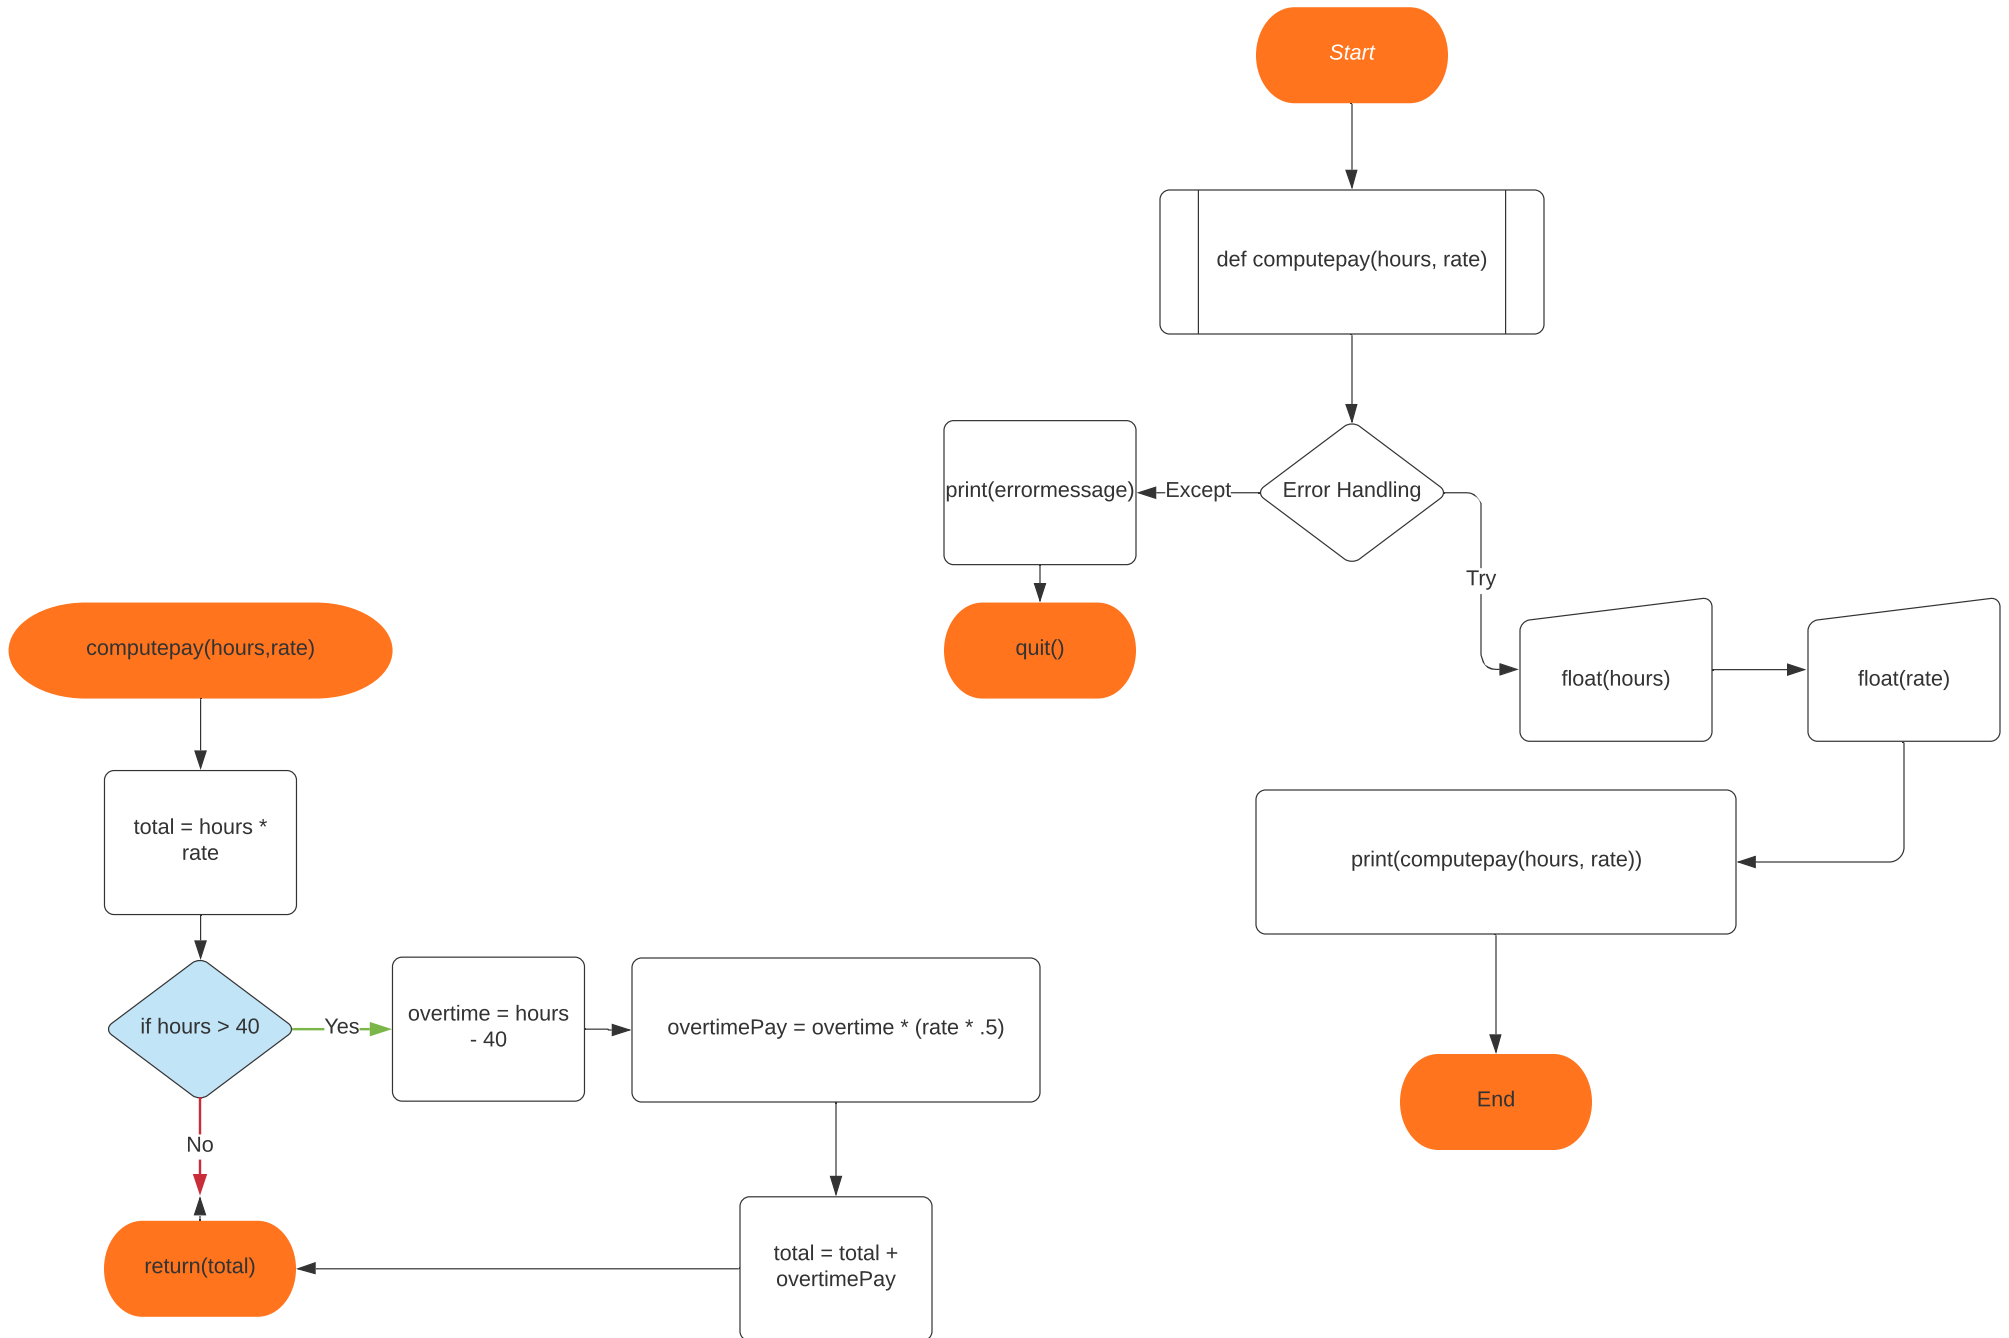 Start
def computepay(hours, rate)
Error Handling
Except
print(errormessage)
quit()
Try
float(hours)
float(rate)
print(computepay(hours, rate))
End
computepay(hours,rate)
total = hours *
rate
if hours > 40
Yes
overtime = hours
- 40
overtimePay = overtime * (rate * .5)
total = total +
overtimePay
No
return(total)